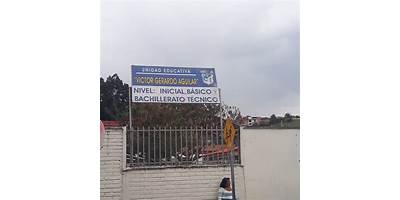 UNIDAD EDUCATIVA
"VICTOR GERARDO AGUILAR"
NIVEL: INICIAL, BÁSICO Y
BACHILLERATO TÉCNICO